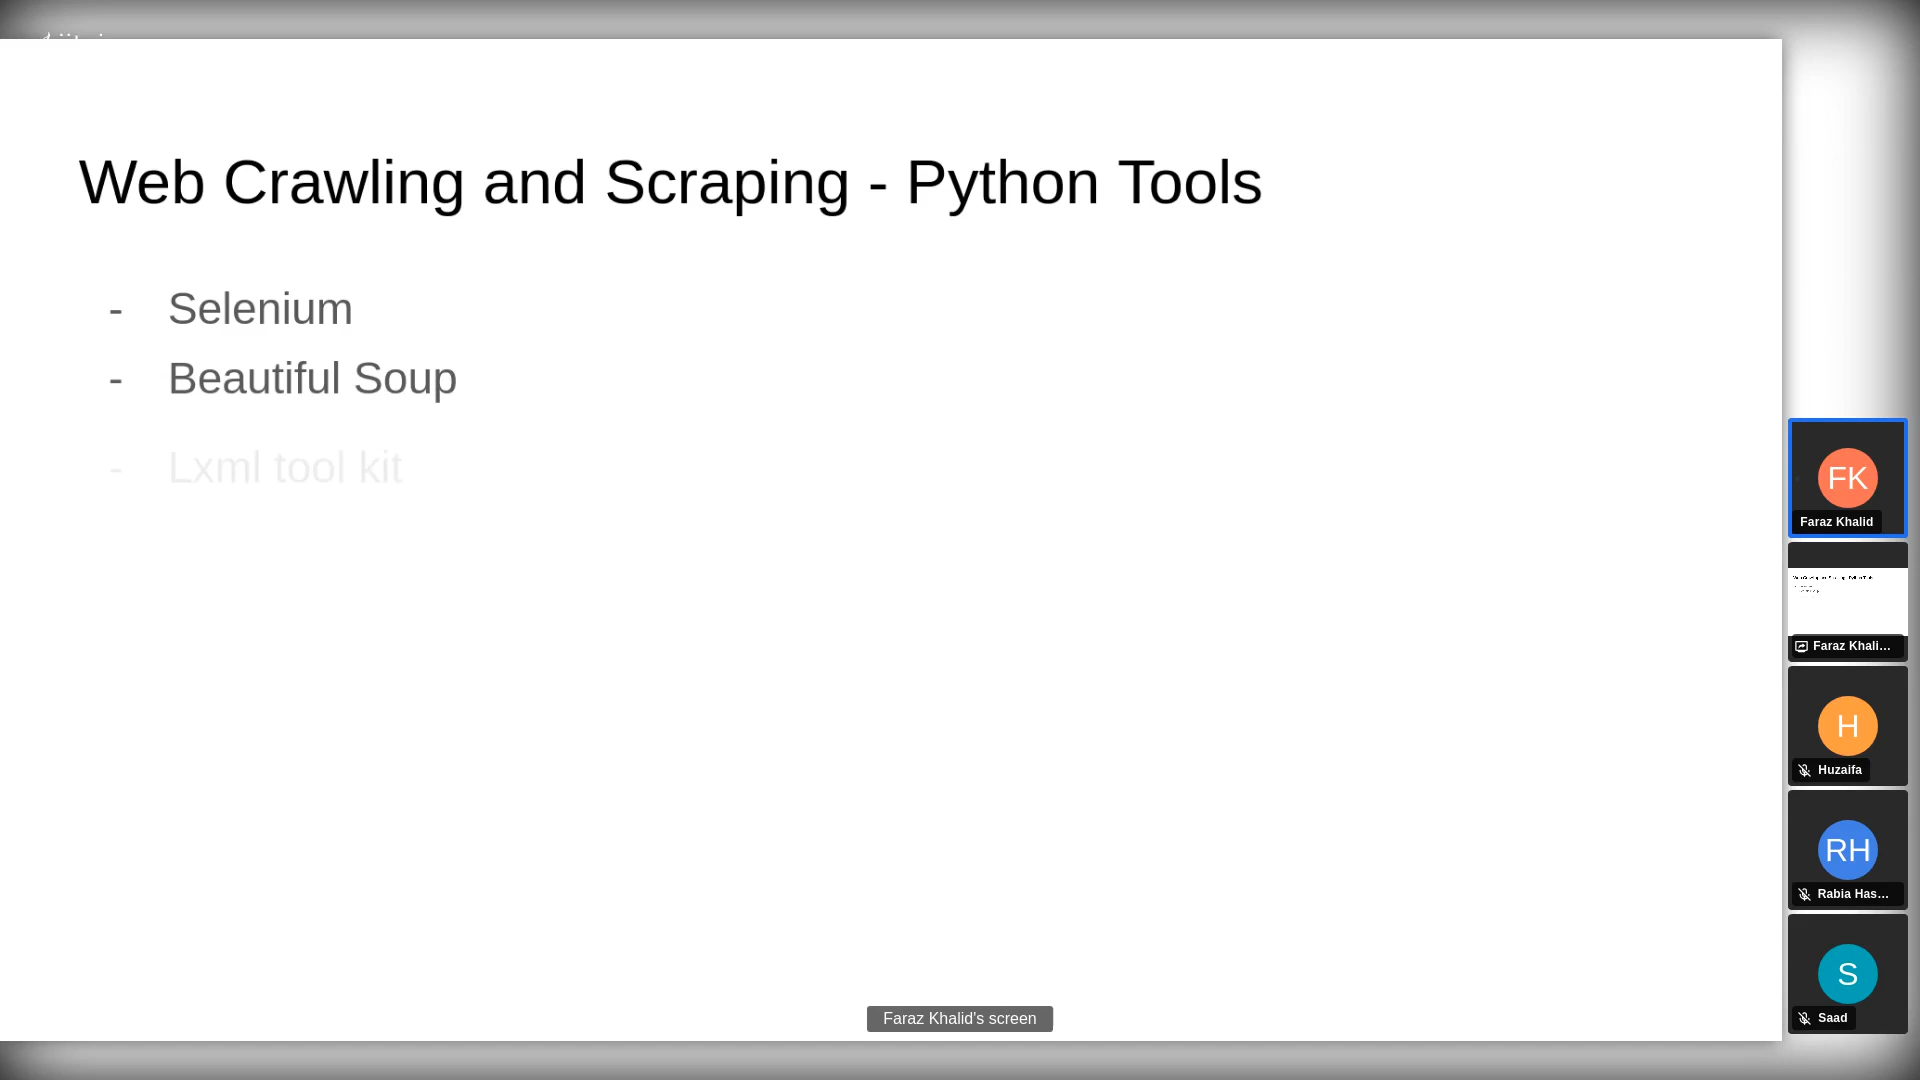 Web Crawling and Scraping - Python Tools
- Selenium
- Beautiful Soup
- Lxml tool kit
FK
Faraz Khalid
Faraz Khali...
H
Huzaifa
RH
Rabia Has...
S
Saad
Faraz Khalid's screen